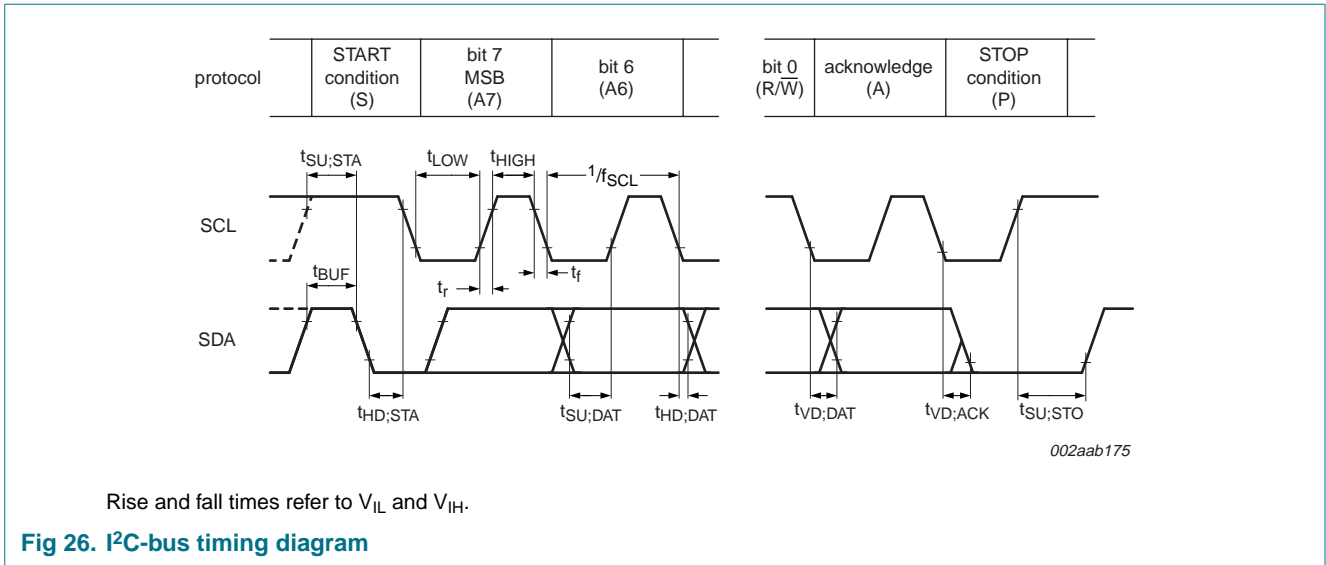 protocol
START
condition
(S)
bit 7
MSB
(A7)
bit 6
(A6)
bit 0
(R/W̅)
acknowledge
(A)
STOP
condition
(P)
tSU;STA
tLOW
tHIGH
1/fSCL
SCL
tBUF
tr
tf
SDA
tHD;STA
tSU;DAT
tHD;DAT
tVD;DAT
tVD;ACK
tSU;STO
002aab175
Rise and fall times refer to VIL and VIH.
Fig 26. I²C-bus timing diagram